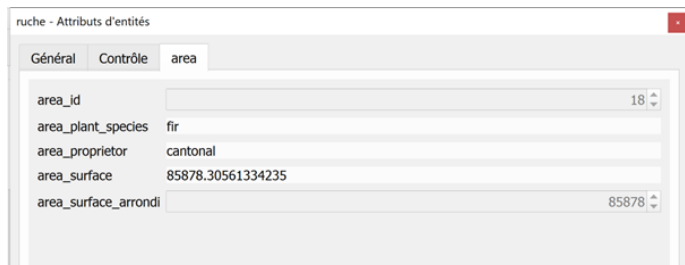 ruche - Attributs d'entités
Général Contrôle area
area_id 18
area_plant_species fir
area_proprietor cantonal
area_surface 85878.30561334235
area_surface_arrondi 85878